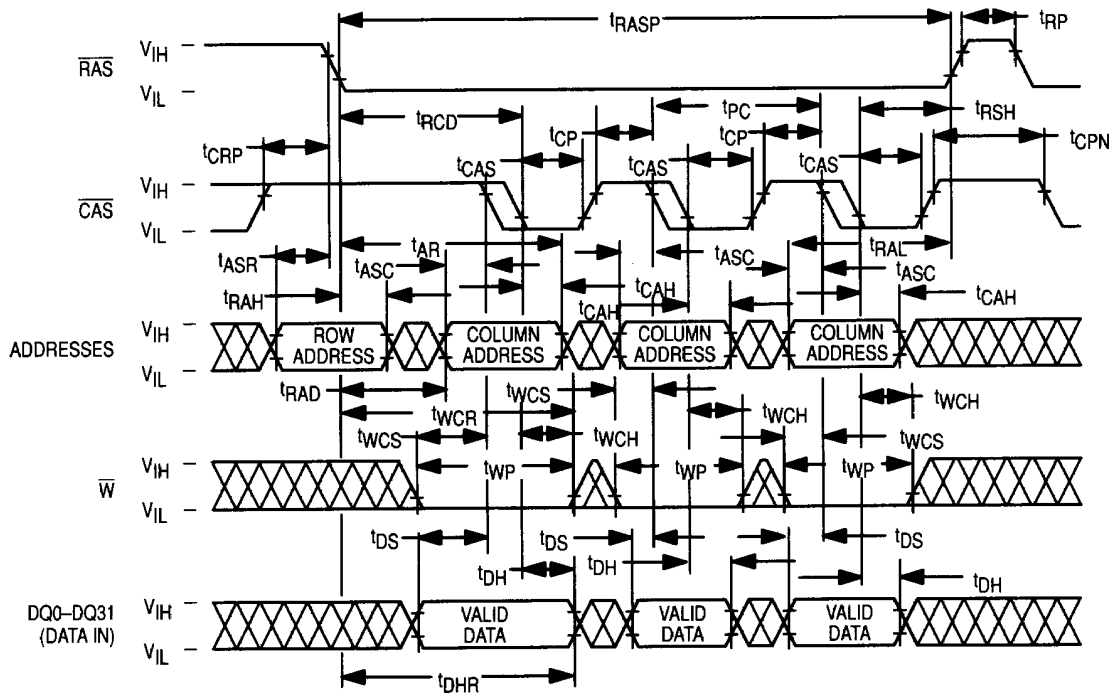 tRASP
tRP
RAS
VIH
VIL
tRCD
tCP
tPC
tCP
tRSH
tCRP
tCAS
tCAS
tCAS
tCPN
CAS
VIH
VIL
tASR
tAR
tASC
tASC
tRAL
tASC
tRAH
tCAH
tCAH
tCAH
ADDRESSES
VIH
VIL
ROW ADDRESS
COLUMN ADDRESS
COLUMN ADDRESS
COLUMN ADDRESS
tRAD
tWCS
tWCR
tWCS
tWCH
tWCH
tWCH
tWCS
W
VIH
VIL
tWP
tWP
tWP
tDS
tDS
tDS
tDH
tDH
tDH
DQ0–DQ31
(DATA IN)
VIH
VIL
VALID DATA
VALID DATA
VALID DATA
tDHR